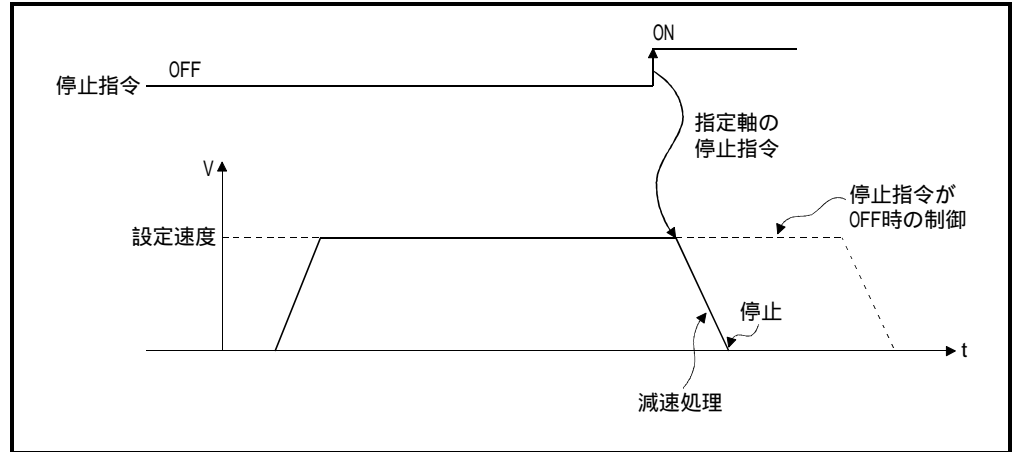 ON
OFF
停止指令
指定軸の
停止指令
V
停止指令が
OFF時の制御
設定速度
停止
t
減速処理